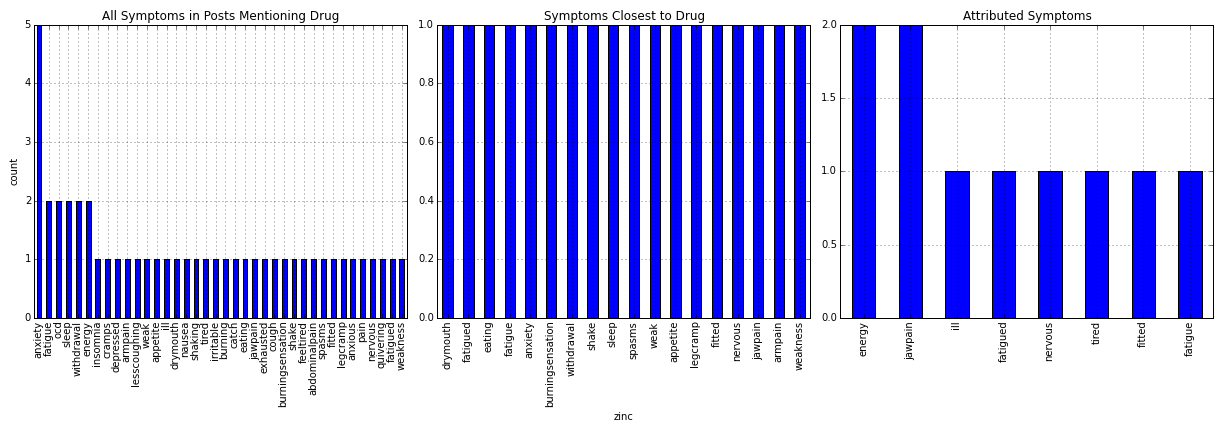 All Symptoms in Posts Mentioning Drug
5
4
3
2
1
0
count
anxiety
fatigue
ocd
sleep
withdrawal
energy
insomnia
cramps
depressed
armpain
lesscoughing
weak
appetite
ill
drymouth
nausea
shaking
tired
irritable
burning
catch
eating
jawpain
exhausted
cough
burningsensation
shake
feeltired
abdominalpain
spasms
fitted
legcramp
anxious
pain
nervous
quivering
fatigued
weakness
Symptoms Closest to Drug
1.0
0.8
0.6
0.4
0.2
0.0
drymouth
fatigued
eating
fatigue
anxiety
burningsensation
withdrawal
shake
sleep
spasms
weak
appetite
legcramp
fitted
nervous
jawpain
armpain
weakness
zinc
Attributed Symptoms
2.0
1.5
1.0
0.5
0.0
energy
jawpain
ill
fatigued
nervous
tired
fitted
fatigue